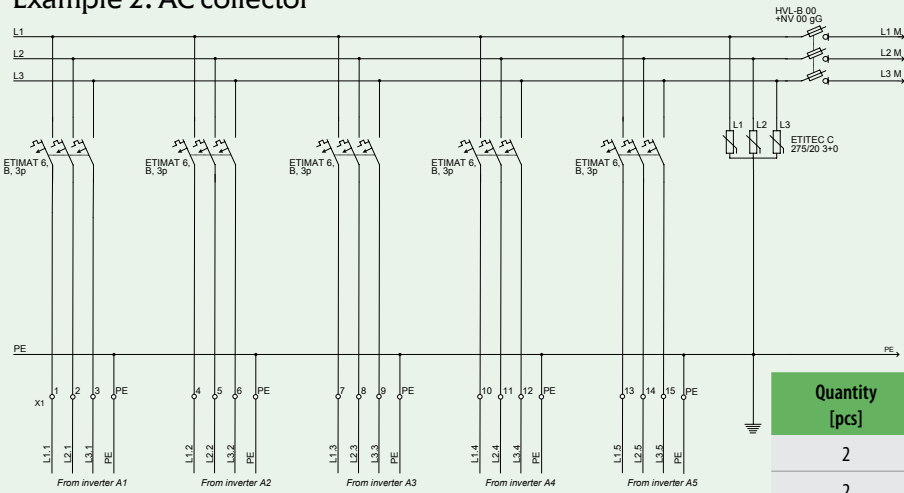 Example 2: AC collector
HVL-B 00
+NV 00 gG
L1
L1 M
L2
L2 M
L3
L3 M
L1
L2
L3
ETITEC C
275/20 3+0
ETIMAT 6,
B, 3p
ETIMAT 6,
B, 3p
ETIMAT 6,
B, 3p
ETIMAT 6,
B, 3p
ETIMAT 6,
B, 3p
PE
PE
X1
1
2
3
PE
4
5
6
PE
7
8
9
PE
10
11
12
PE
13
14
15
PE
L1.1
L2.1
L3.1
PE
L1.2
L2.2
L3.2
PE
L1.3
L2.3
L3.3
PE
L1.4
L2.4
L3.4
PE
L1.5
L2.5
L3.5
PE
From inverter A1
From inverter A2
From inverter A3
From inverter A4
From inverter A5
Quantity
[pcs]
2